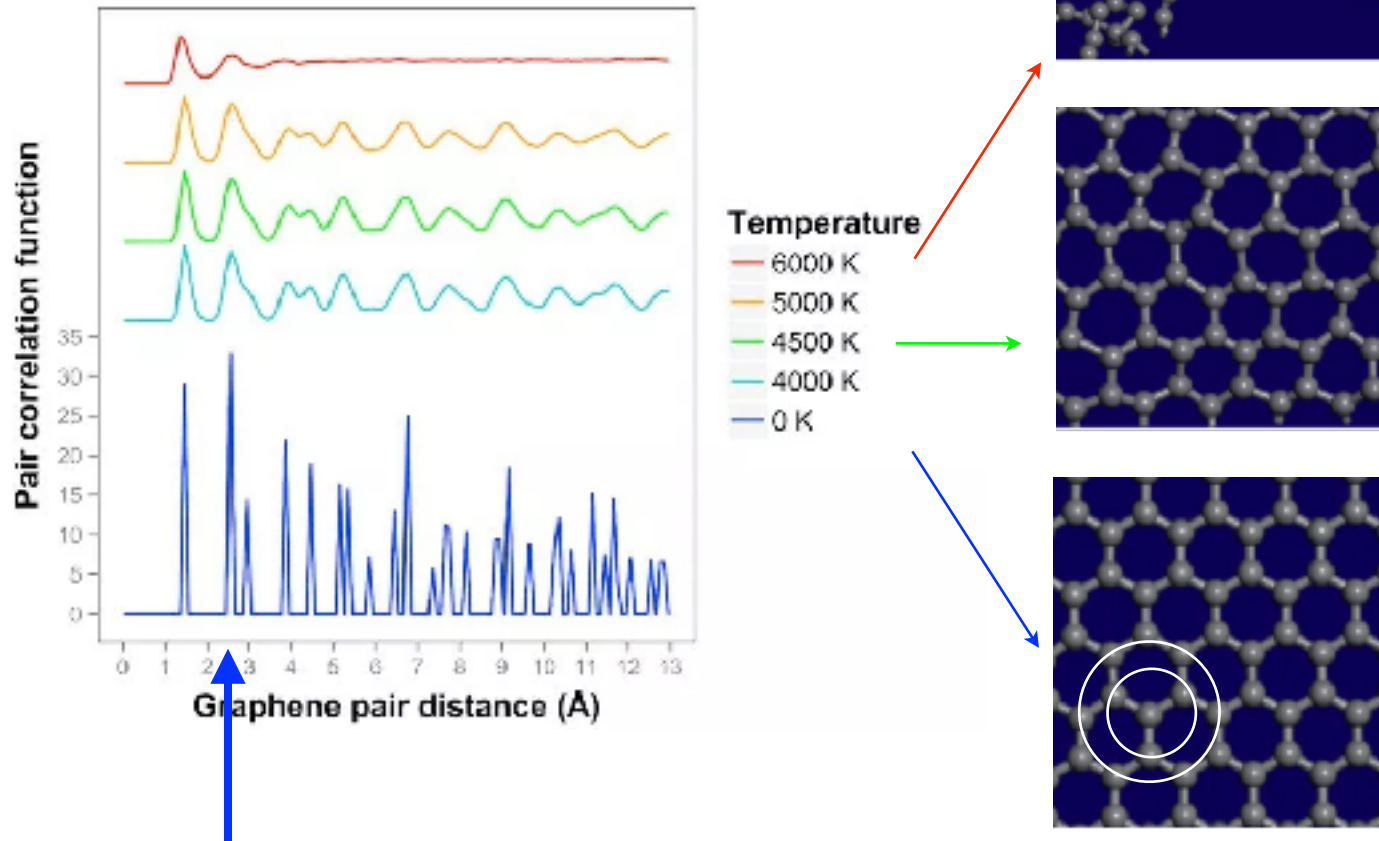 Pair correlation function
35
30
25
20
15
10
5
0
0 1 2 3 4 5 6 7 8 9 10 11 12 13
Graphene pair distance (Å)
Temperature
6000 K
5000 K
4500 K
4000 K
0 K